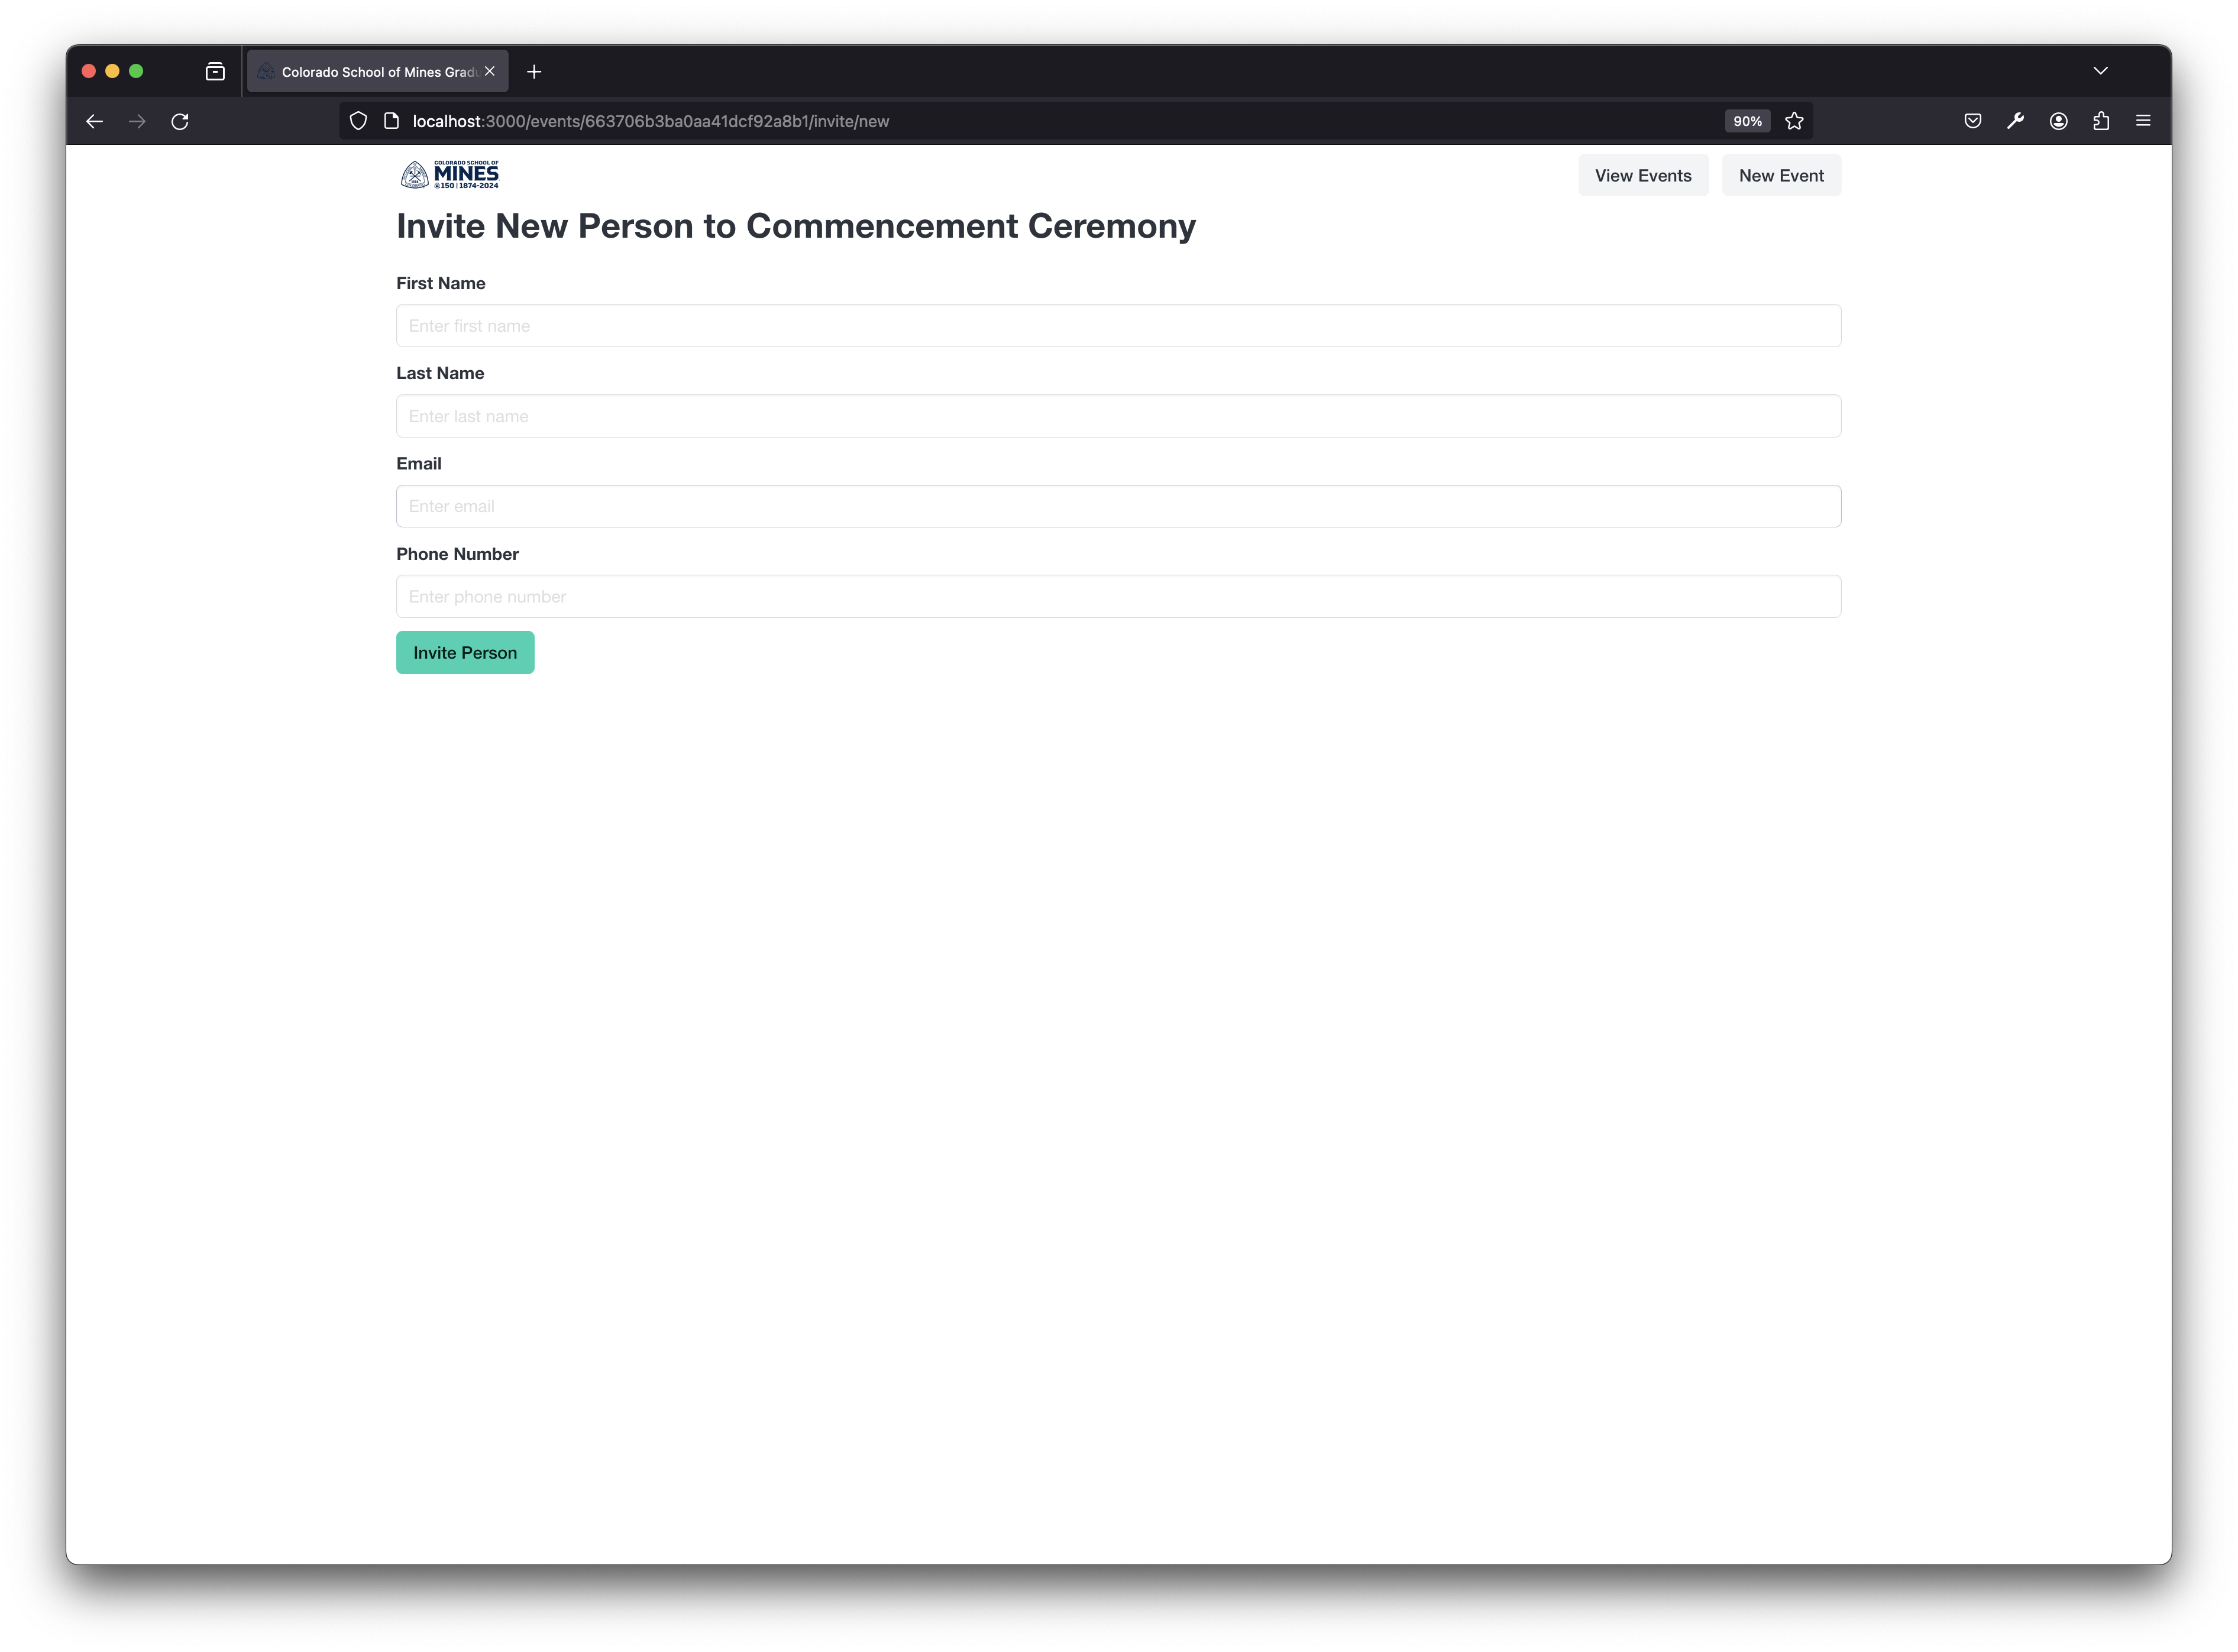 Colorado School of Mines Gradu
localhost:3000/events/663706b3ba0aa41dcf92a8b1/invite/new
90%
COLORADO SCHOOL OF
MINES
@150 | 1874-2024
View Events
New Event
Invite New Person to Commencement Ceremony
First Name
Enter first name
Last Name
Enter last name
Email
Enter email
Phone Number
Enter phone number
Invite Person